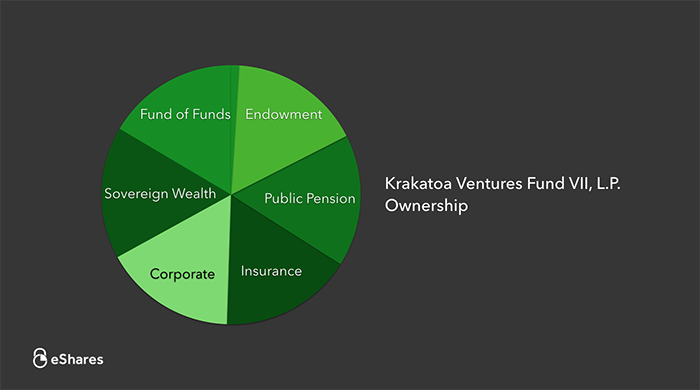 Fund of Funds
Endowment
Sovereign Wealth
Public Pension
Corporate
Insurance
Krakatoa Ventures Fund VII, L.P.
Ownership
eShares